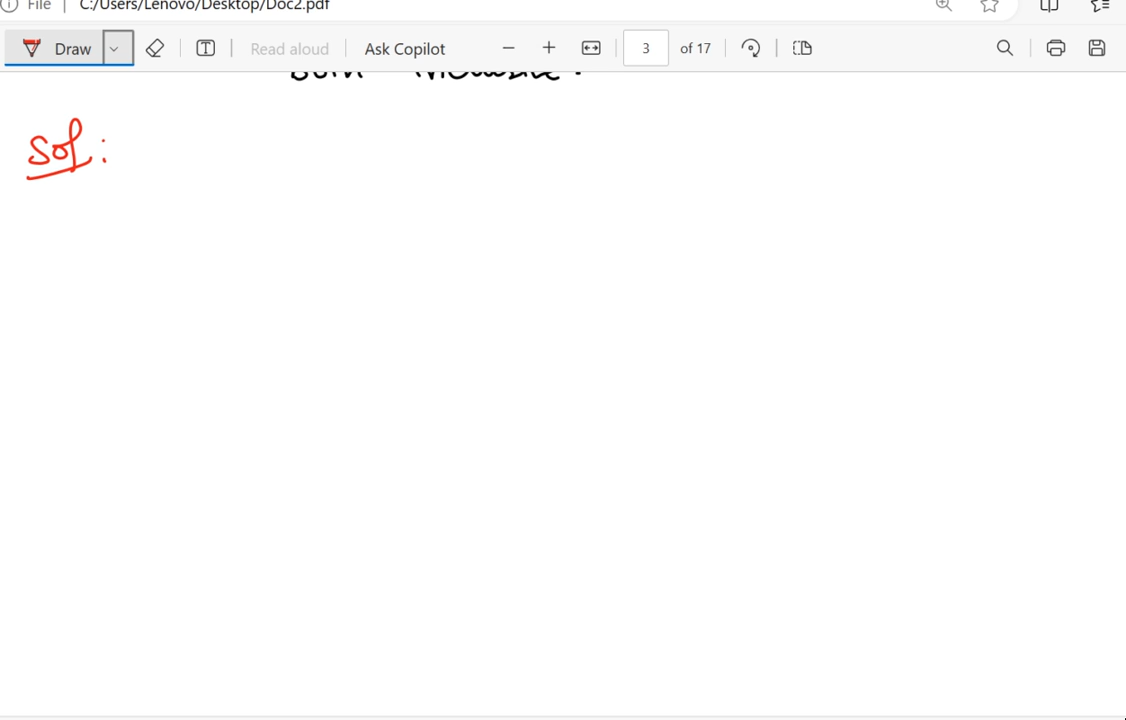 File | C:/Users/Lenovo/Desktop/Doc2.pdf
Draw Read aloud Ask Copilot 3 of 17
Sol: